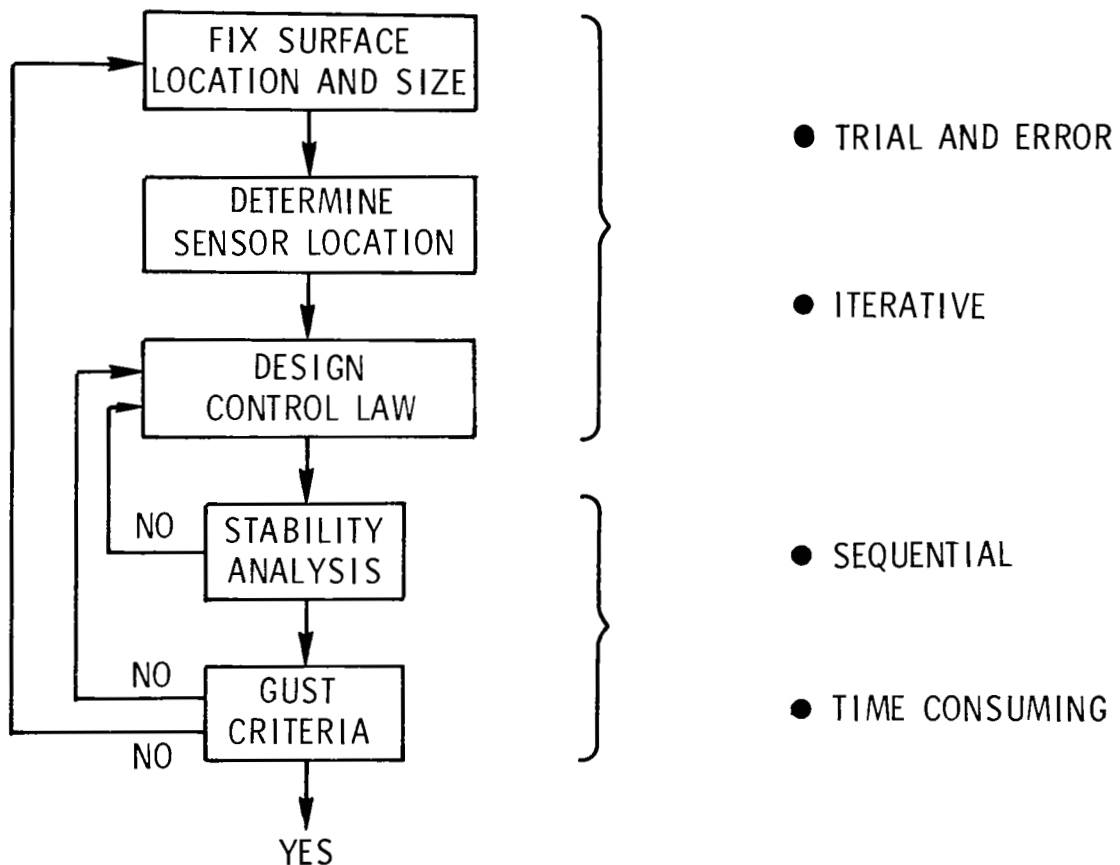 FIX SURFACE
LOCATION AND SIZE
DETERMINE
SENSOR LOCATION
DESIGN
CONTROL LAW
NO
STABILITY
ANALYSIS
NO
GUST
CRITERIA
NO
YES
● TRIAL AND ERROR
● ITERATIVE
● SEQUENTIAL
● TIME CONSUMING